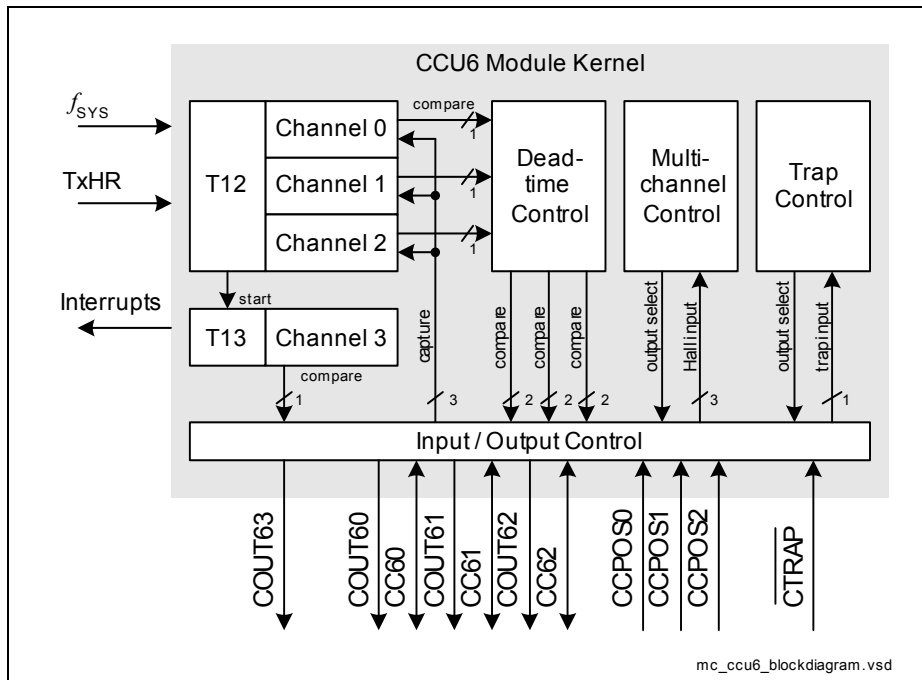 CCU6 Module Kernel
fSYS
TxHR
Interrupts
T12
Channel 0
Channel 1
Channel 2
compare
1
1
1
Dead-
time
Control
Multi-
channel
Control
Trap
Control
start
T13
Channel 3
compare
1
capture
3
compare
2
compare
2
compare
2
output select
Hall input
3
output select
trap input
1
Input / Output Control
COUT63
COUT60
CC60
COUT61
CC61
COUT62
CC62
CCPOS0
CCPOS1
CCPOS2
CTRAP
mc_ccu6_blockdiagram.vsd